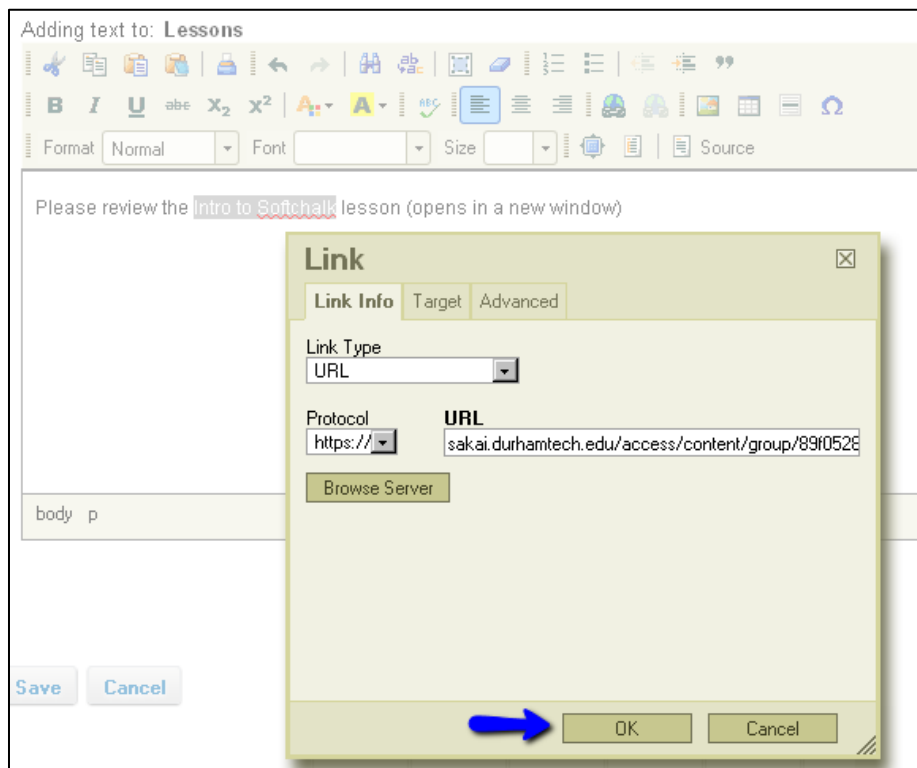 Adding text to: Lessons
B I U abc X₂ X² A A ABC Ω
Format Normal Font Size Source
Please review the Intro to Softchalk lesson (opens in a new window)
Link
Link Info Target Advanced
Link Type
URL
Protocol URL
https:// sakai.durhamtech.edu/access/content/group/89f0528
Browse Server
body p
Save Cancel
OK Cancel